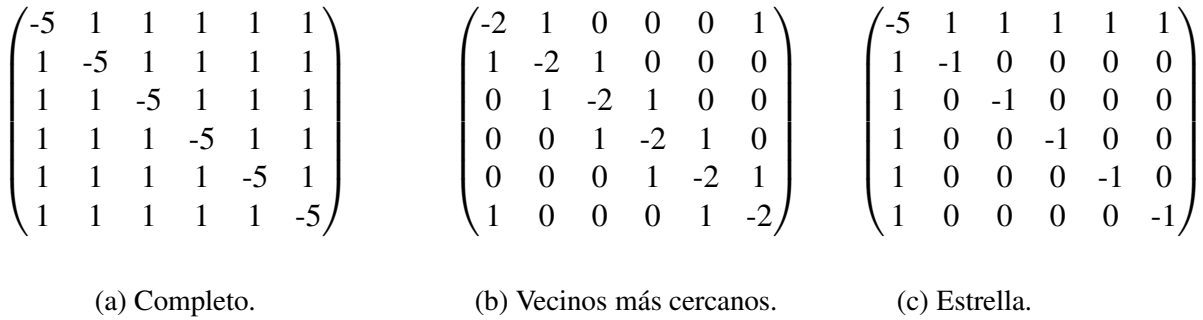 -5 1 1 1 1 1
1 -5 1 1 1 1
1 1 -5 1 1 1
1 1 1 -5 1 1
1 1 1 1 -5 1
1 1 1 1 1 -5
(a) Completo.
-2 1 0 0 0 1
1 -2 1 0 0 0
0 1 -2 1 0 0
0 0 1 -2 1 0
0 0 0 1 -2 1
1 0 0 0 1 -2
(b) Vecinos más cercanos.
-5 1 1 1 1 1
1 -1 0 0 0 0
1 0 -1 0 0 0
1 0 0 -1 0 0
1 0 0 0 -1 0
1 0 0 0 0 -1
(c) Estrella.